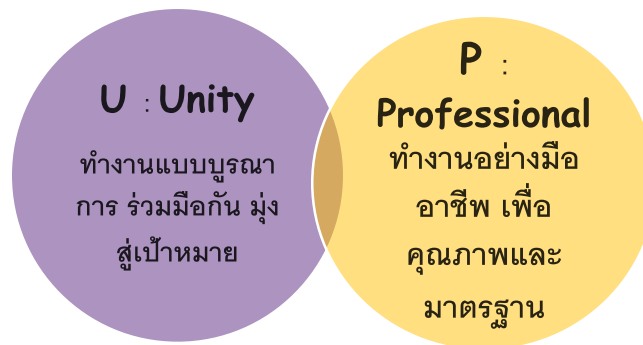 U : Unity
ทำงานแบบบูรณา
การ ร่วมมือกัน มุ่ง
สู่เป้าหมาย
P :
Professional
ทำงานอย่างมือ
อาชีพ เพื่อ
คุณภาพและ
มาตรฐาน